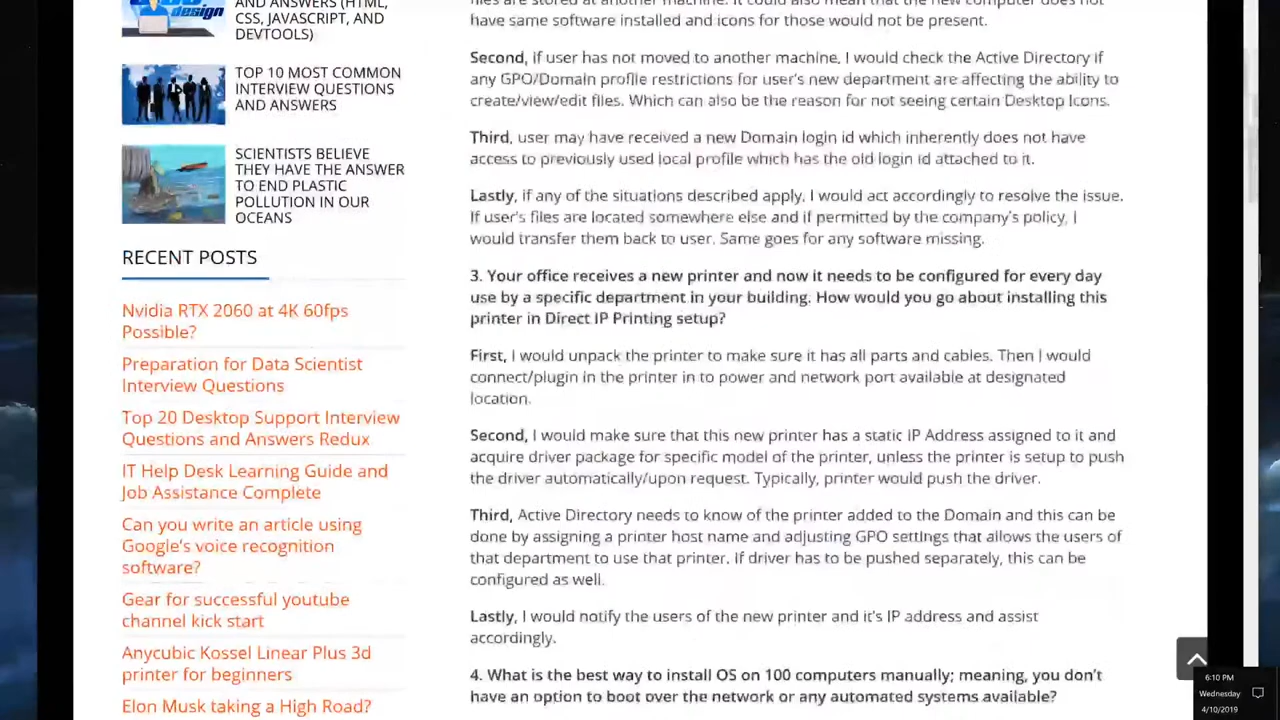 AND ANSWERS (HTML,
CSS, JAVASCRIPT, AND
DEVTOOLS)
design
TOP 10 MOST COMMON
INTERVIEW QUESTIONS
AND ANSWERS
SCIENTISTS BELIEVE
THEY HAVE THE ANSWER
TO END PLASTIC
POLLUTION IN OUR
OCEANS
RECENT POSTS
Nvidia RTX 2060 at 4K 60fps
Possible?
Preparation for Data Scientist
Interview Questions
Top 20 Desktop Support Interview
Questions and Answers Redux
IT Help Desk Learning Guide and
Job Assistance Complete
Can you write an article using
Google's voice recognition
software?
Gear for successful youtube
channel kick start
Anycubic Kossel Linear Plus 3d
printer for beginners
Elon Musk taking a High Road?
files are stored at another machine. It could also mean that the new computer does not
have same software installed and icons for those would not be present.
Second, if user has not moved to another machine, I would check the Active Directory if
any GPO/Domain profile restrictions for user's new department are affecting the ability to
create/view/edit files. Which can also be the reason for not seeing certain Desktop Icons.
Third, user may have received a new Domain login id which inherently does not have
access to previously used local profile which has the old login id attached to it.
Lastly, if any of the situations described apply, I would act accordingly to resolve the issue.
If user's files are located somewhere else and if permitted by the company's policy, I
would transfer them back to user. Same goes for any software missing.
3. Your office receives a new printer and now it needs to be configured for every day
use by a specific department in your building. How would you go about installing this
printer in Direct IP Printing setup?
First, I would unpack the printer to make sure it has all parts and cables. Then I would
connect/plugin in the printer in to power and network port available at designated
location.
Second, I would make sure that this new printer has a static IP Address assigned to it and
acquire driver package for specific model of the printer, unless the printer is setup to push
the driver automatically/upon request. Typically, printer would push the driver.
Third, Active Directory needs to know of the printer added to the Domain and this can be
done by assigning a printer host name and adjusting GPO settings that allows the users of
that department to use that printer. If driver has to be pushed separately, this can be
configured as well.
Lastly, I would notify the users of the new printer and it's IP address and assist
accordingly.
4. What is the best way to install OS on 100 computers manually; meaning, you don't
have an option to boot over the network or any automated systems available?
6:10 PM
Wednesday
4/10/2019